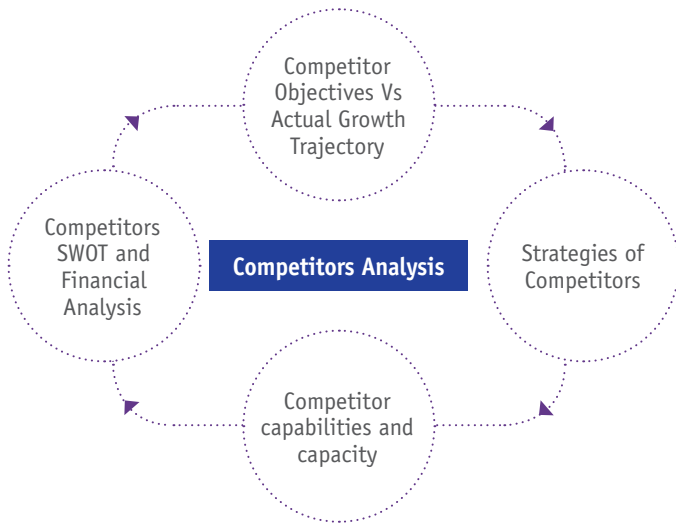 Competitor
Objectives Vs
Actual Growth
Trajectory
Competitors
SWOT and
Financial
Analysis
Competitors Analysis
Strategies of
Competitors
Competitor
capabilities and
capacity